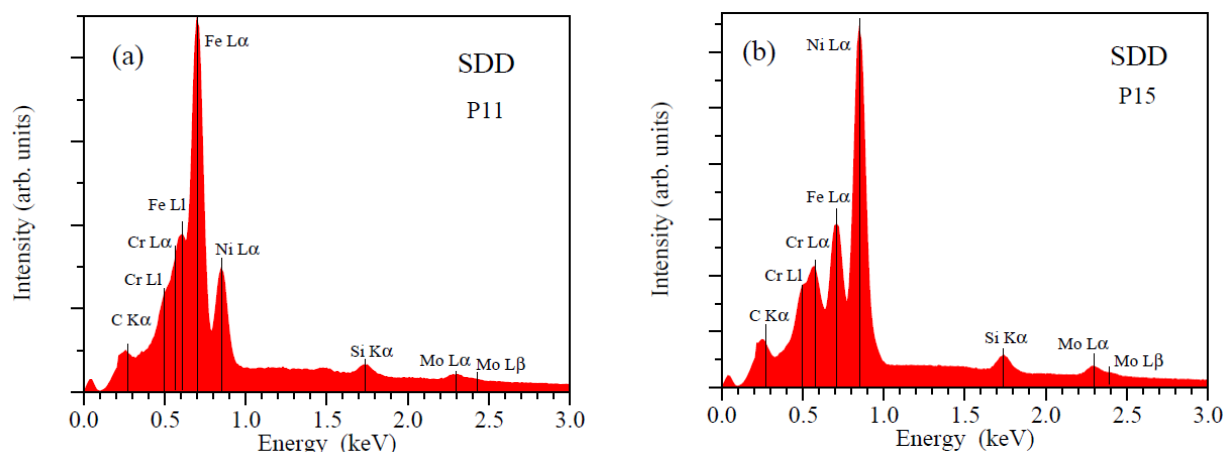 (a)
SDD
P11
Fe Lα
Fe Ll
Cr Lα
Ni Lα
Cr Ll
C Kα
Si Kα
Mo Lα
Mo Lβ
Intensity (arb. units)
0.0 0.5 1.0 1.5 2.0 2.5 3.0
Energy (keV)
(b)
SDD
P15
Ni Lα
Fe Lα
Cr Lα
Cr Ll
C Kα
Si Kα
Mo Lα
Mo Lβ
Intensity (arb. units)
0.0 0.5 1.0 1.5 2.0 2.5 3.0
Energy (keV)